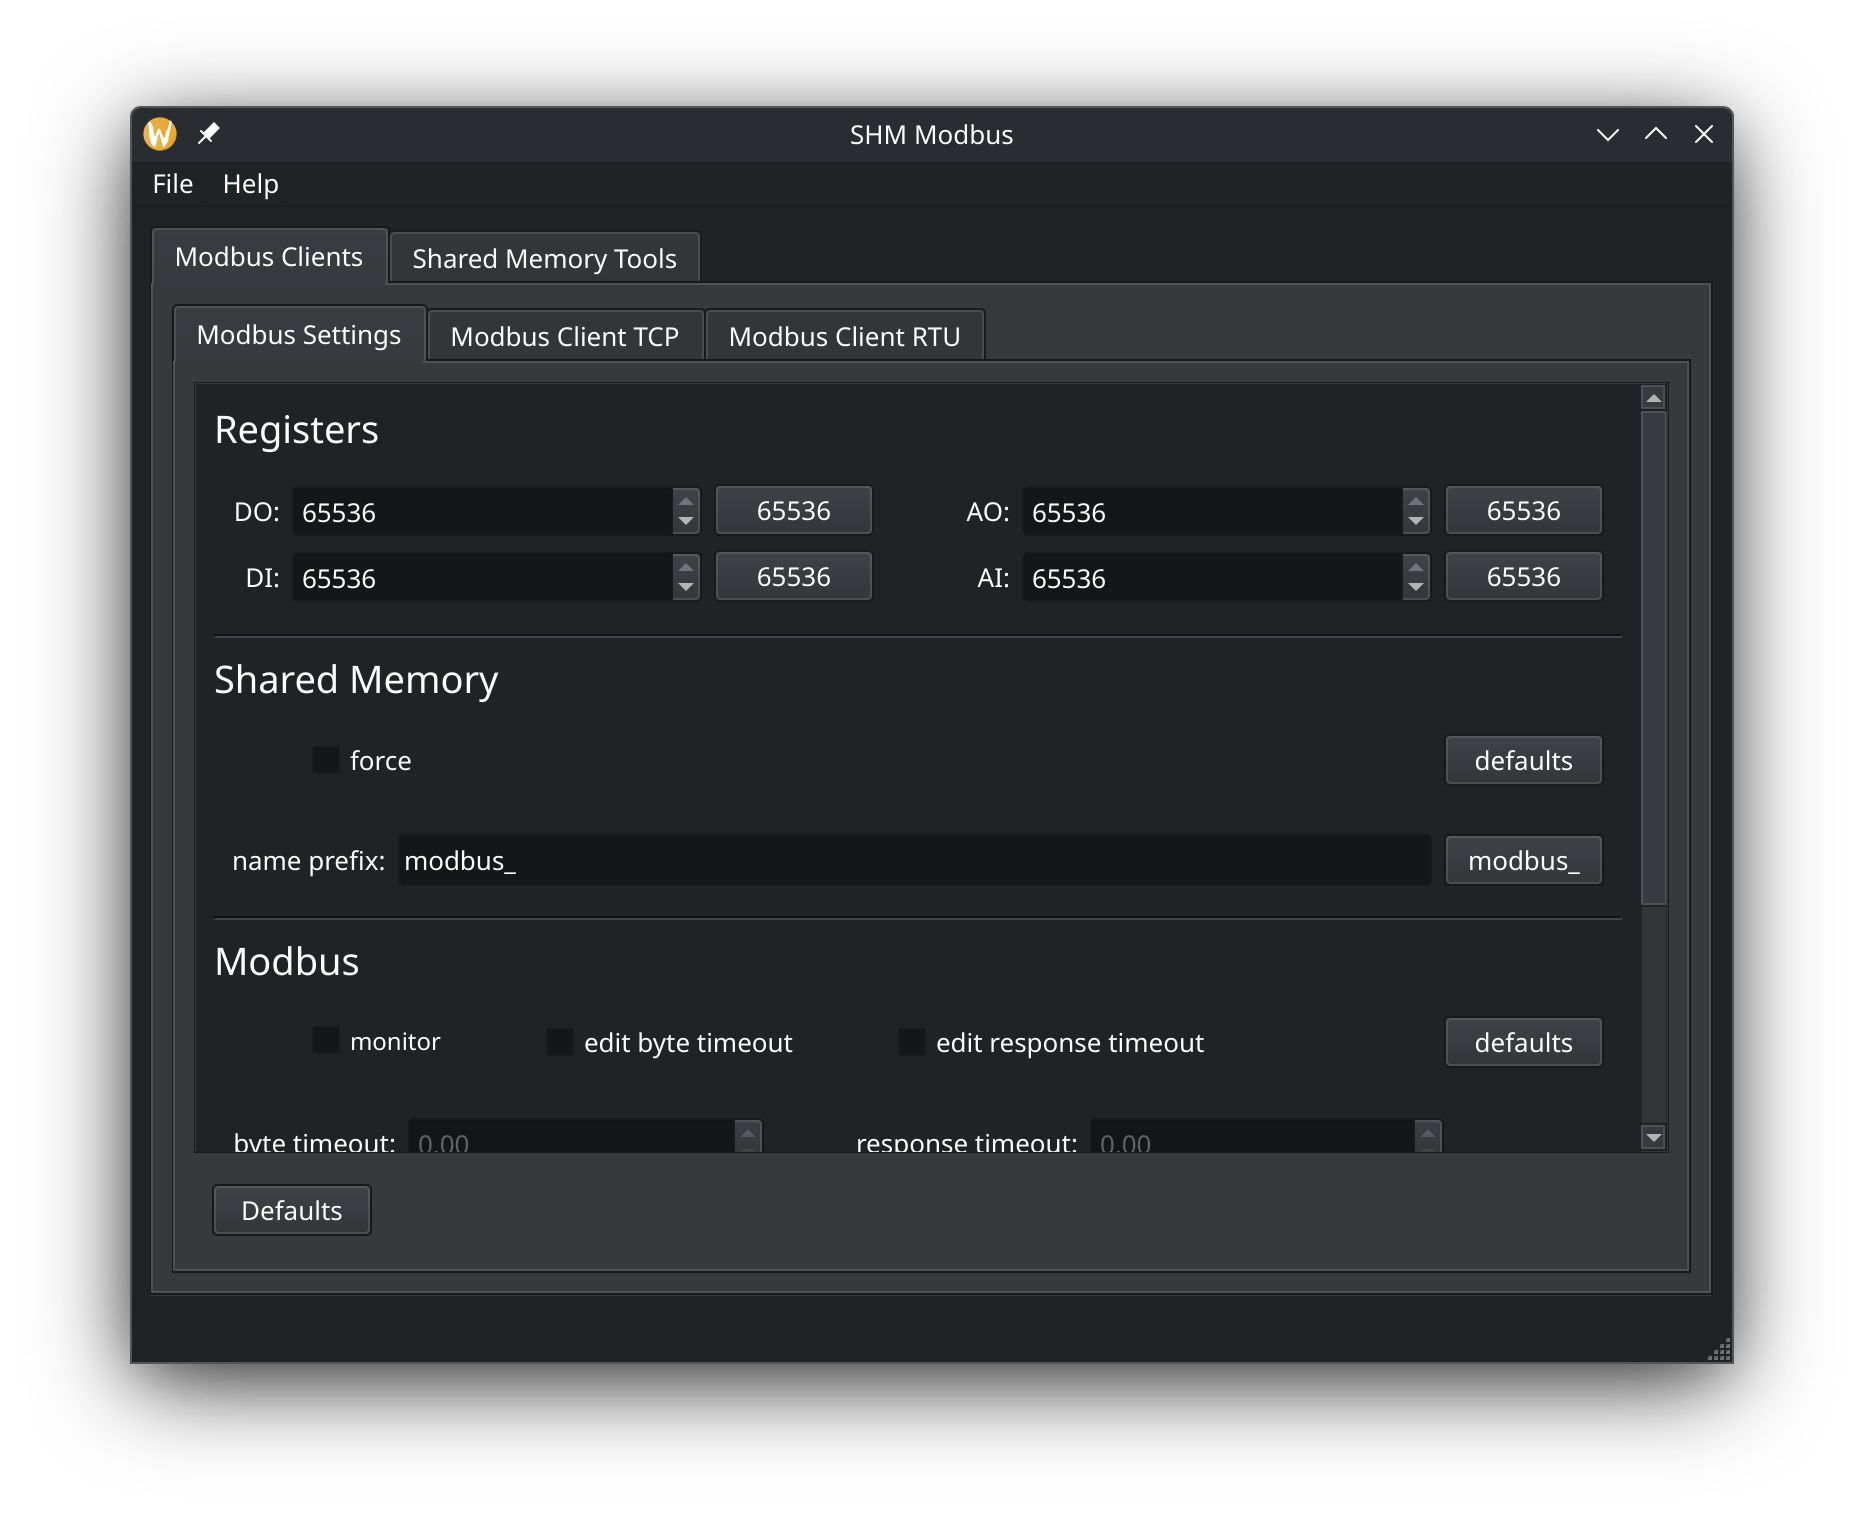 SHM Modbus
File Help
Modbus Clients Shared Memory Tools
Modbus Settings Modbus Client TCP Modbus Client RTU
Registers
DO: 65536 65536 AO: 65536 65536
DI: 65536 65536 AI: 65536 65536
Shared Memory
force defaults
name prefix: modbus_ modbus_
Modbus
monitor edit byte timeout edit response timeout defaults
byte timeout: 0.00 response timeout: 0.00
Defaults